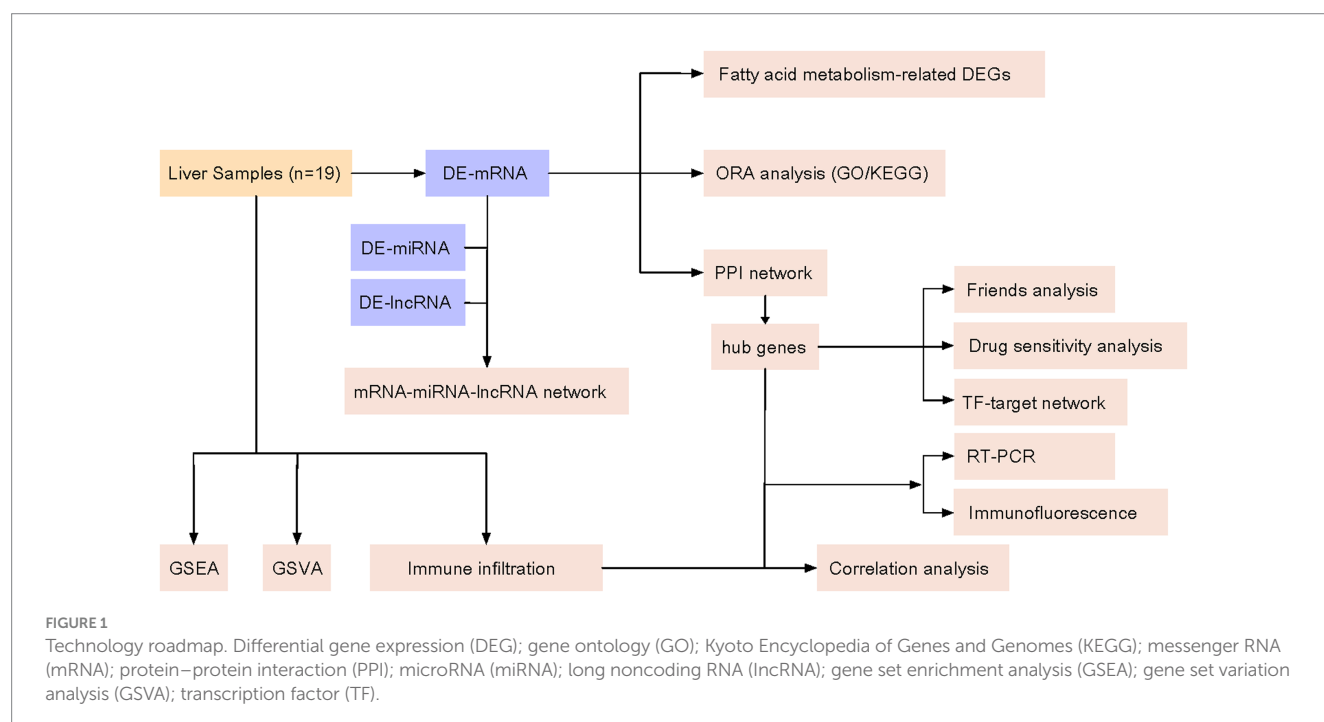 Fatty acid metabolism-related DEGs
Liver Samples (n=19)
DE-mRNA
ORA analysis (GO/KEGG)
DE-miRNA
DE-lncRNA
PPI network
Friends analysis
hub genes
Drug sensitivity analysis
mRNA-miRNA-lncRNA network
TF-target network
RT-PCR
Immunofluorescence
GSEA
GSVA
Immune infiltration
Correlation analysis
FIGURE 1
Technology roadmap. Differential gene expression (DEG); gene ontology (GO); Kyoto Encyclopedia of Genes and Genomes (KEGG); messenger RNA
(mRNA); protein–protein interaction (PPI); microRNA (miRNA); long noncoding RNA (lncRNA); gene set enrichment analysis (GSEA); gene set variation
analysis (GSVA); transcription factor (TF).